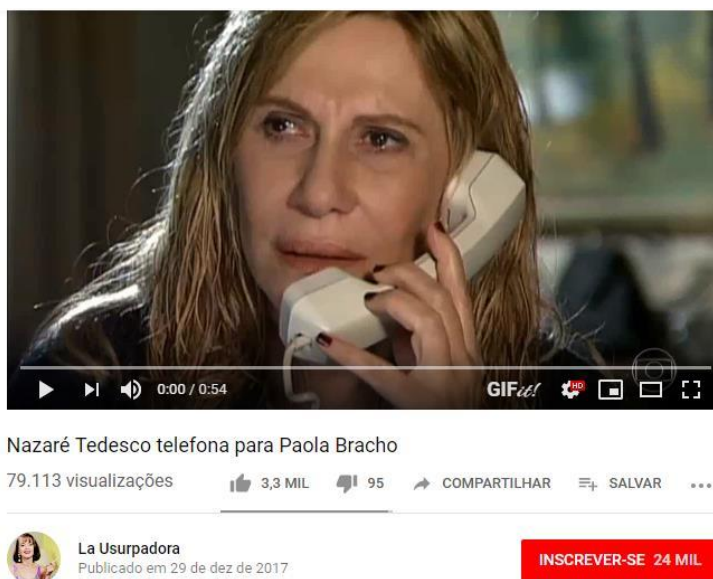 0:00 / 0:54 GIFit! HD
Nazaré Tedesco telefona para Paola Bracho
79.113 visualizações 3,3 MIL 95 COMPARTILHAR SALVAR
La Usurpadora
Publicado em 29 de dez de 2017
INSCREVER-SE 24 MIL